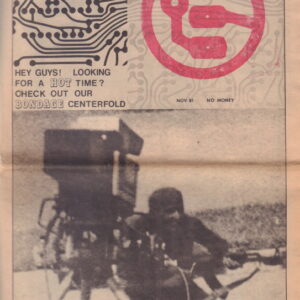 HEY GUYS! LOOKING
FOR A HOT TIME?
CHECK OUT OUR
BONDAGE CENTERFOLD
NOV 81 NO MONEY